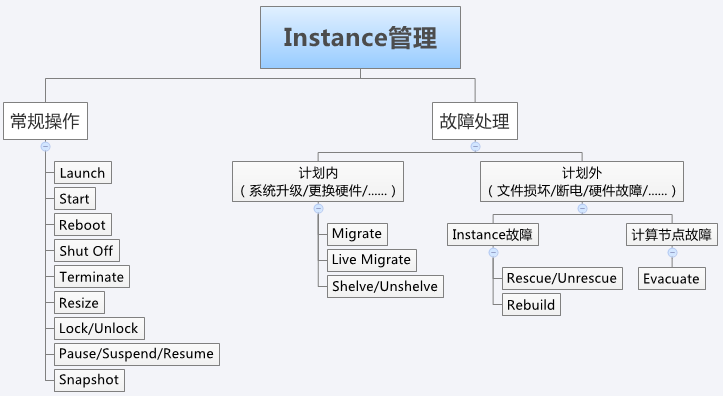 Instance管理
常规操作
Launch
Start
Reboot
Shut Off
Terminate
Resize
Lock/Unlock
Pause/Suspend/Resume
Snapshot
故障处理
计划内
（系统升级/更换硬件/......）
Migrate
Live Migrate
Shelve/Unshelve
计划外
（文件损坏/断电/硬件故障/......）
Instance故障
Rescue/Unrescue
Rebuild
计算节点故障
Evacuate